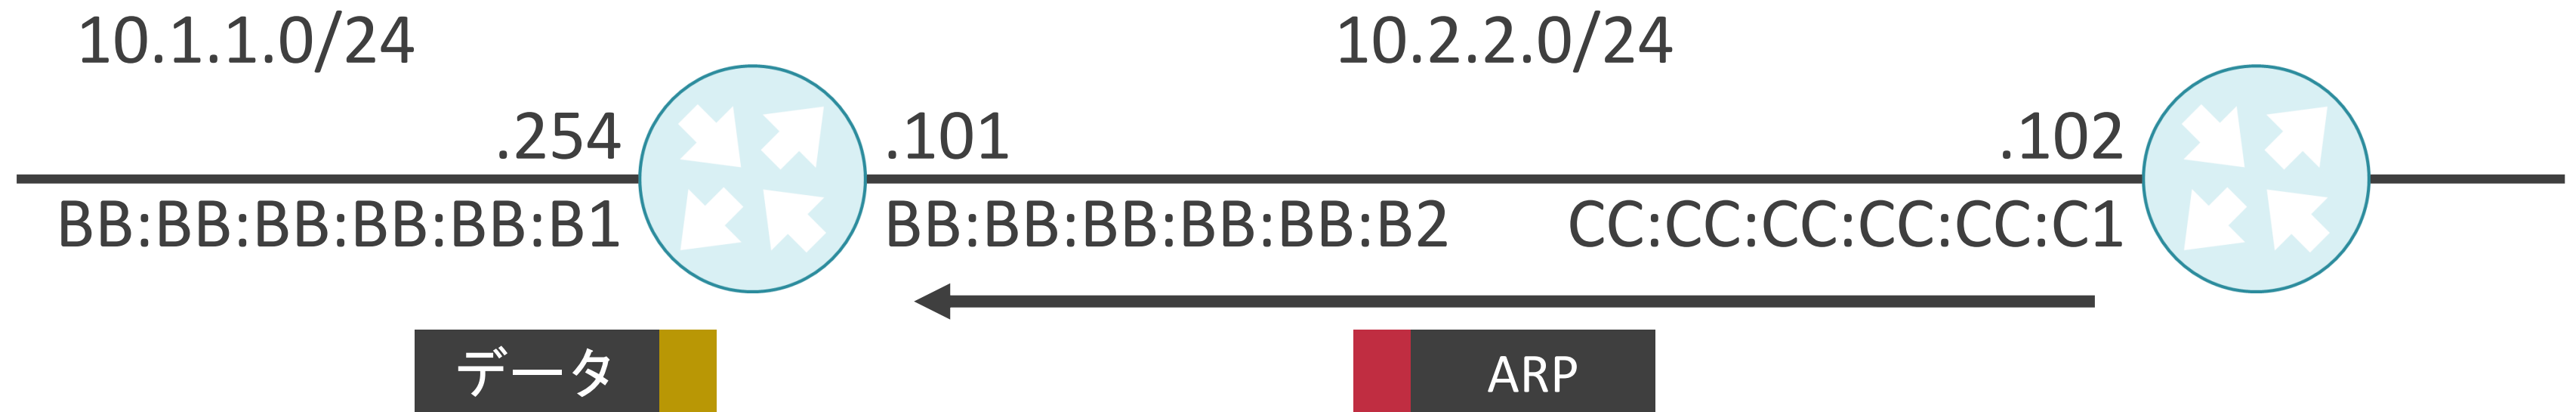 10.1.1.0/24
10.2.2.0/24
.254
.101
.102
BB:BB:BB:BB:BB:B1
BB:BB:BB:BB:BB:B2
CC:CC:CC:CC:CC:C1
データ
ARP